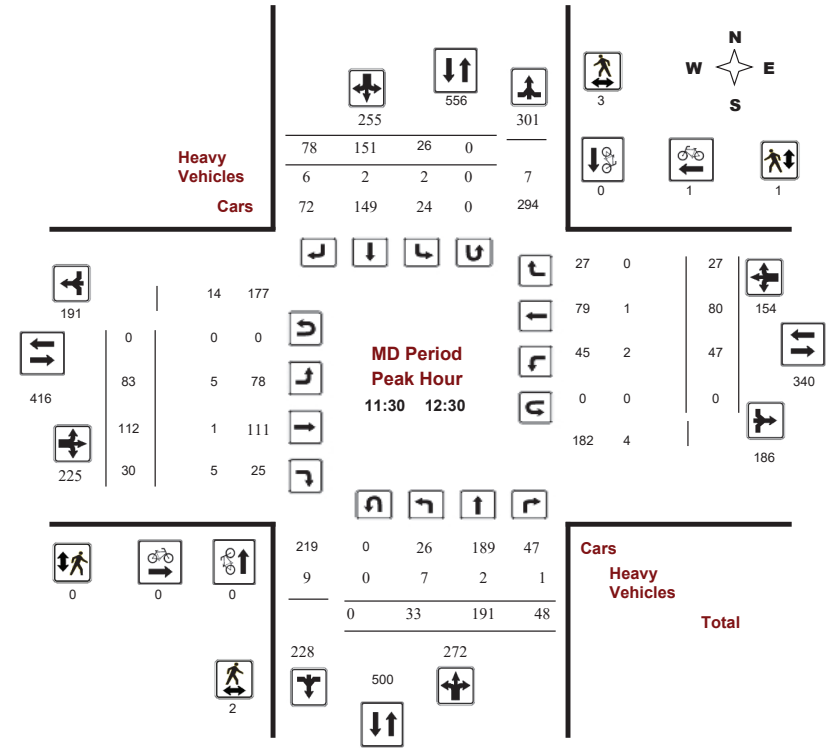 N
W E
S
556
3
255 301
78 151 26 0
Heavy
Vehicles
6 2 2 0 7
Cars 72 149 24 0 294
0 1 1
27 0 27
191 14 177 79 1 80 154
0 0 0
MD Period
45 2 47
Peak Hour
83 5 78
416 11:30 12:30 0 0 0 340
112 1 111
182 4 186
225 30 5 25
219 0 26 189 47 Cars
9 0 7 2 1 Heavy
Vehicles
0 0 0
0 33 191 48 Total
228 272
500
2